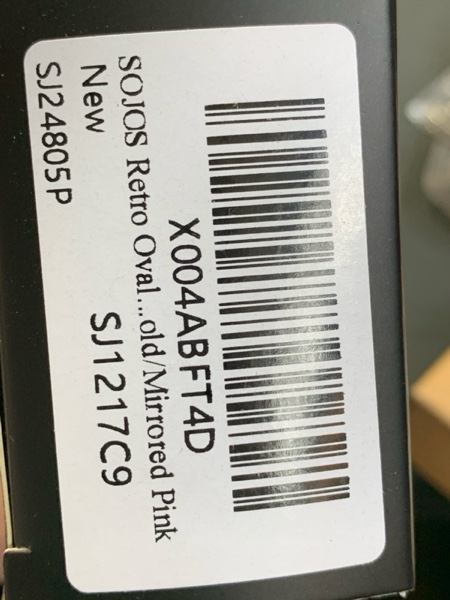 X004ABFT4D
SOJOS Retro Oval...old/Mirrored Pink
New
SJ1217C9
SJ24805P